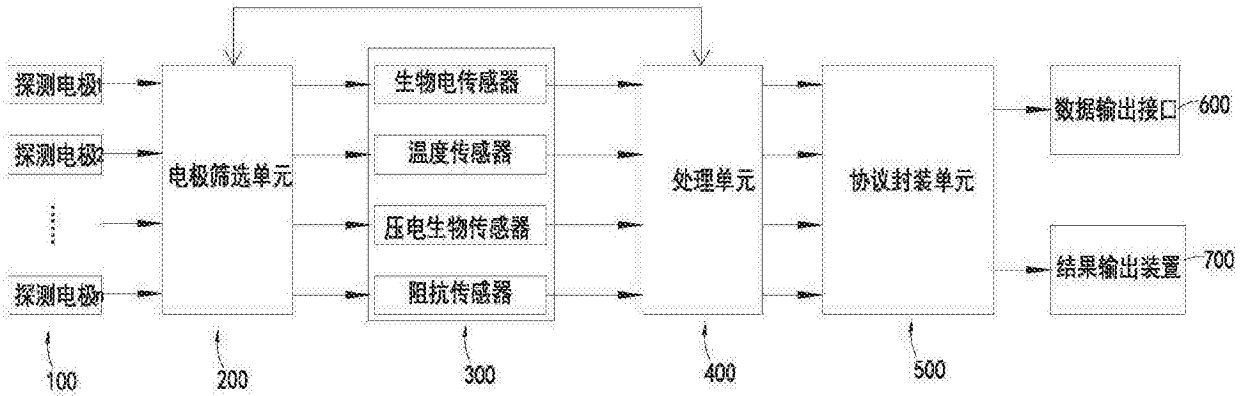 探测电极1
探测电极2
探测电极n
100
电极筛选单元
200
生物电传感器
温度传感器
压电生物传感器
阻抗传感器
300
处理单元
400
协议封装单元
500
数据输出接口
600
结果输出装置
700